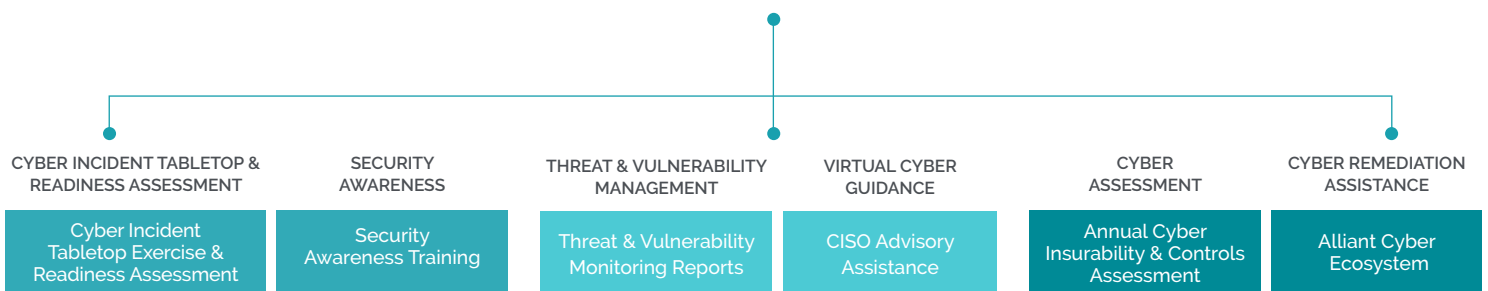 CYBER INCIDENT TABLETOP &
READINESS ASSESSMENT
Cyber Incident
Tabletop Exercise &
Readiness Assessment
SECURITY
AWARENESS
Security
Awareness Training
THREAT & VULNERABILITY
MANAGEMENT
Threat & Vulnerability
Monitoring Reports
VIRTUAL CYBER
GUIDANCE
CISO Advisory
Assistance
CYBER
ASSESSMENT
Annual Cyber
Insurability & Controls
Assessment
CYBER REMEDIATION
ASSISTANCE
Alliant Cyber
Ecosystem